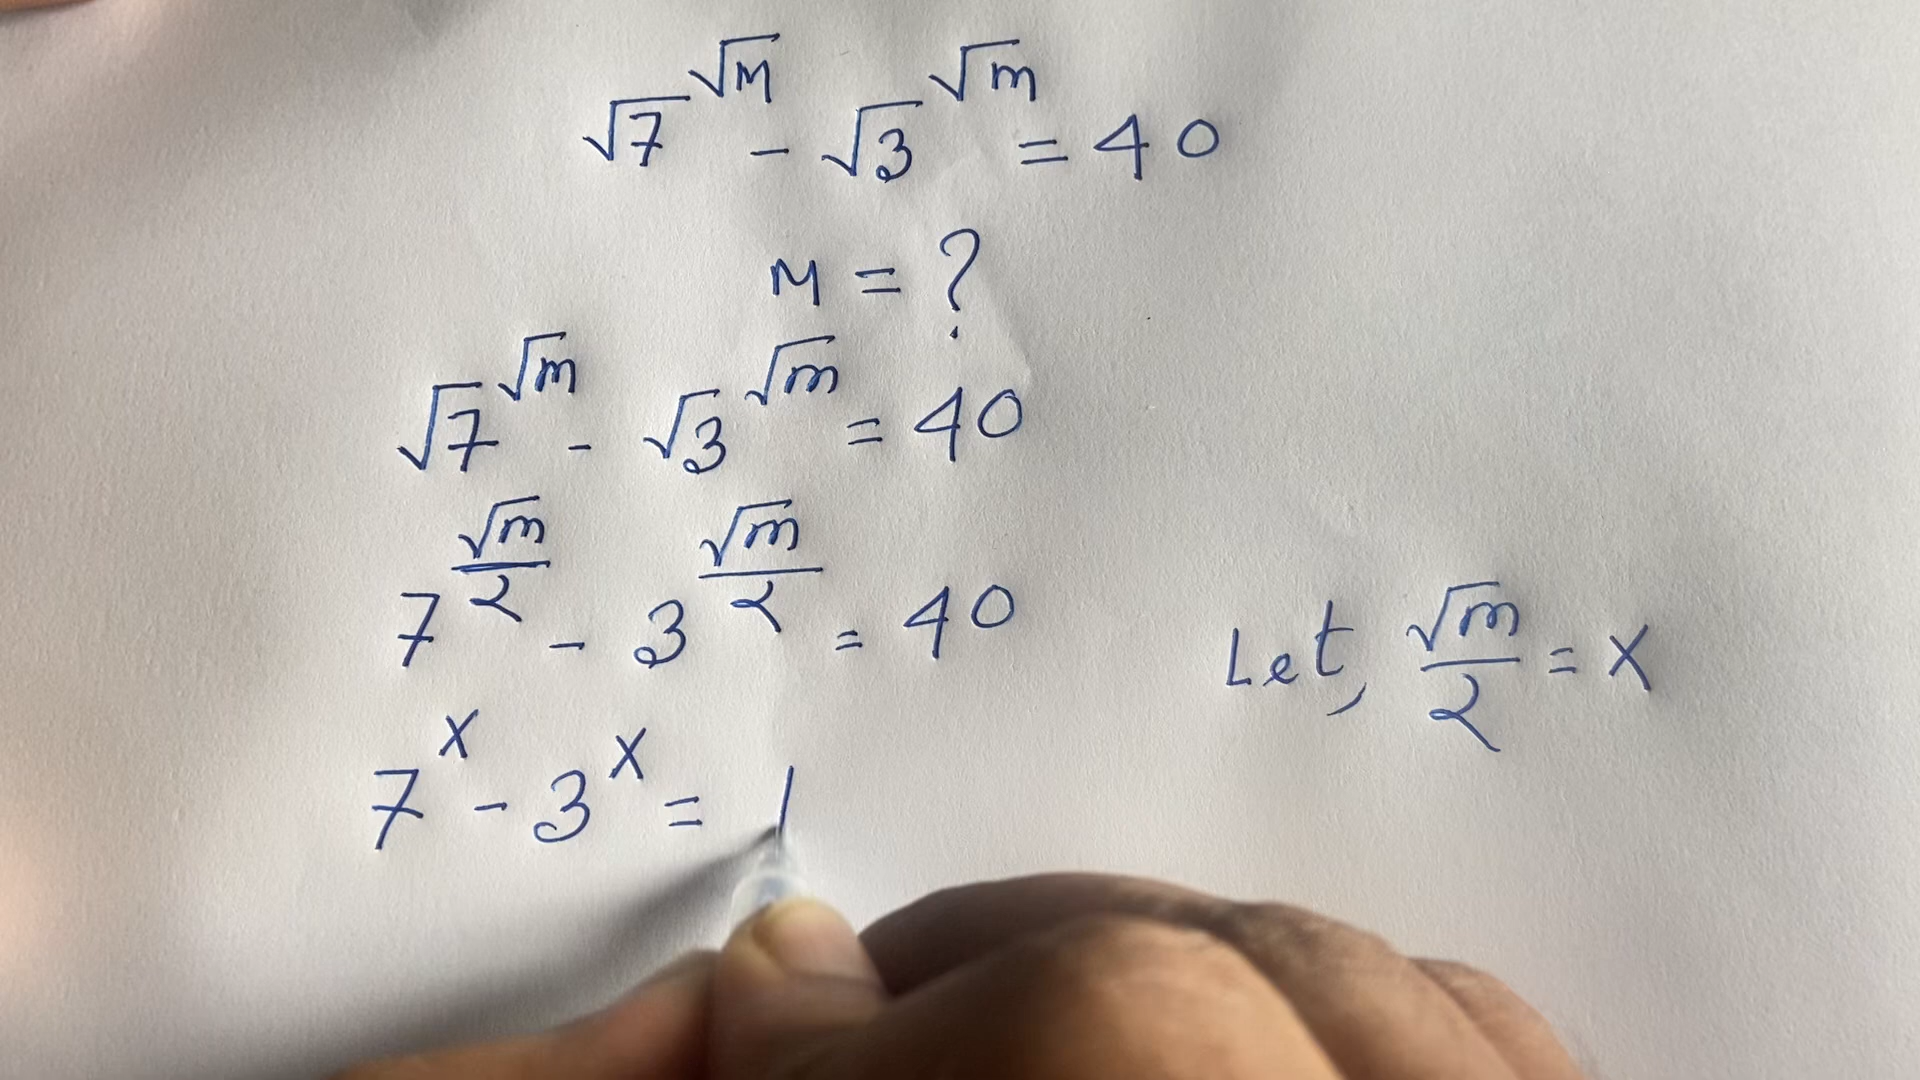 √7^√M - √3^√m = 40
M = ?
√7^√m - √3^√m = 40
7^(√m/2) - 3^(√m/2) = 40
Let, √m/2 = x
7^x - 3^x =